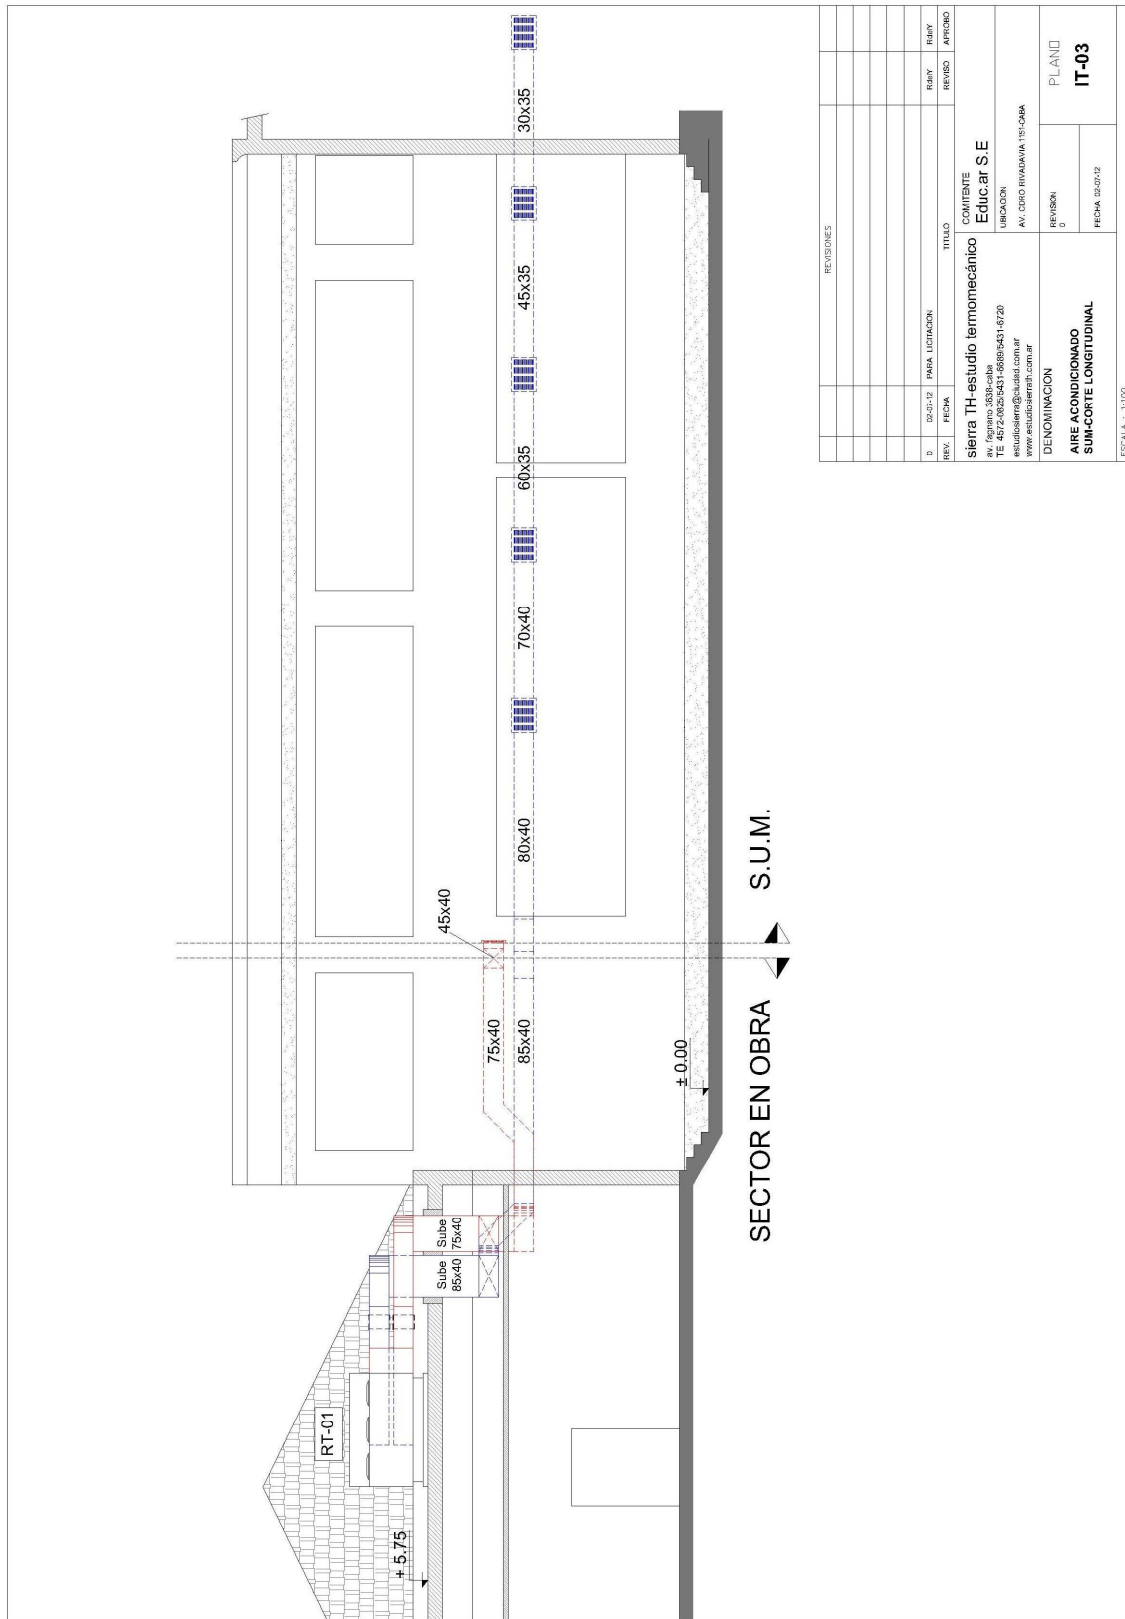 + 5.75
RT-01
Sube
85x40
Sube
75x40
75x40
85x40
45x40
80x40
70x40
60x35
45x35
30x35
± 0.00
SECTOR EN OBRA
S.U.M.
REVISIONES
0 02-07-12 PARA LICITACION RdelY RdelY
REV. FECHA TITULO REVISO APROBO
sierra TH-estudio termomecánico
av. fagnano 3638-caba
TE 4572-0825/5431-6689/5431-6720
estudiosierra@ciudad.com.ar
www.estudiosierrath.com.ar
COMITENTE
Educ.ar S.E
UBICACION
AV. CDRO RIVADAVIA 1151-CABA
DENOMINACION
AIRE ACONDICIONADO
SUM-CORTE LONGITUDINAL
REVISION
0
FECHA 02-07-12
PLANO
IT-03
ESCALA : 1:100